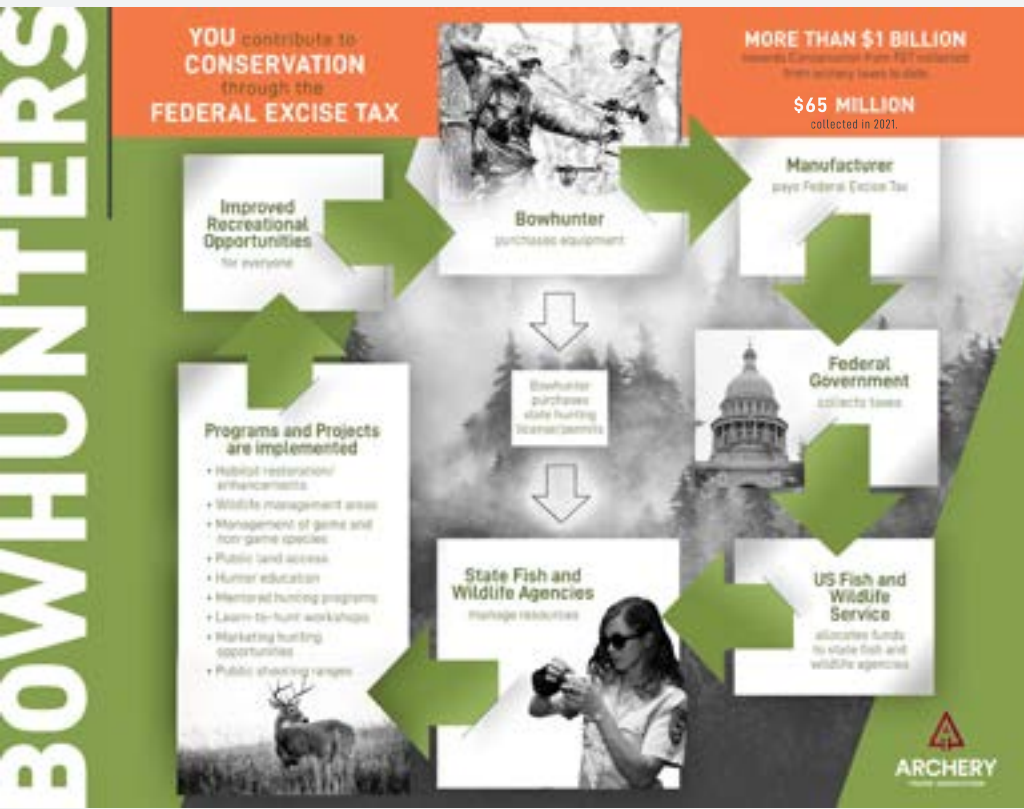 BOWHUNTERS
YOU contribute to
CONSERVATION
through the
FEDERAL EXCISE TAX
MORE THAN $1 BILLION
towards Conservation from FET collected
from archery taxes to date.
$65 MILLION
collected in 2021.
Improved
Recreational
Opportunities
for everyone
Bowhunter
purchases equipment
Manufacturer
pays Federal Excise Tax
Federal
Government
collects taxes
Bowhunter
purchases
state hunting
license/permits
US Fish and
Wildlife
Service
allocates funds
to state fish and
wildlife agencies
State Fish and
Wildlife Agencies
manage resources
Programs and Projects
are implemented
• Habitat restoration/
enhancements
• Wildlife management areas
• Management of game and
non-game species
• Public land access
• Hunter education
• Mentored hunting programs
• Learn-to-hunt workshops
• Marketing hunting
opportunities
• Public shooting ranges
ARCHERY
TRADE ASSOCIATION